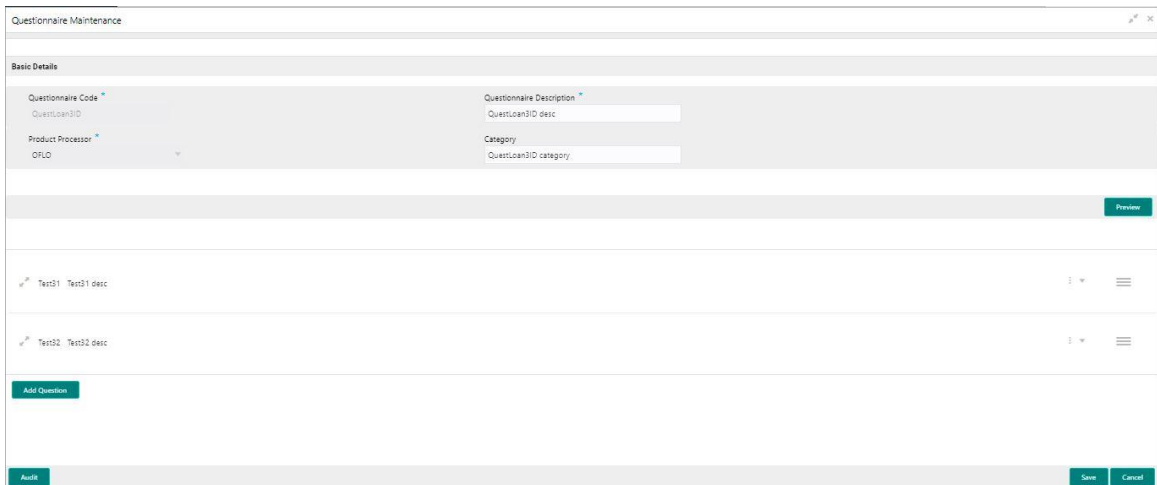 Questionnaire Maintenance
Basic Details
Questionnaire Code *
Questionnaire Description *
QuestLoan3ID
QuestLoan3ID desc
Product Processor *
Category
OFLO
QuestLoan3ID category
Preview
Test31 Test31 desc
Test32 Test32 desc
Add Question
Audit
Save
Cancel